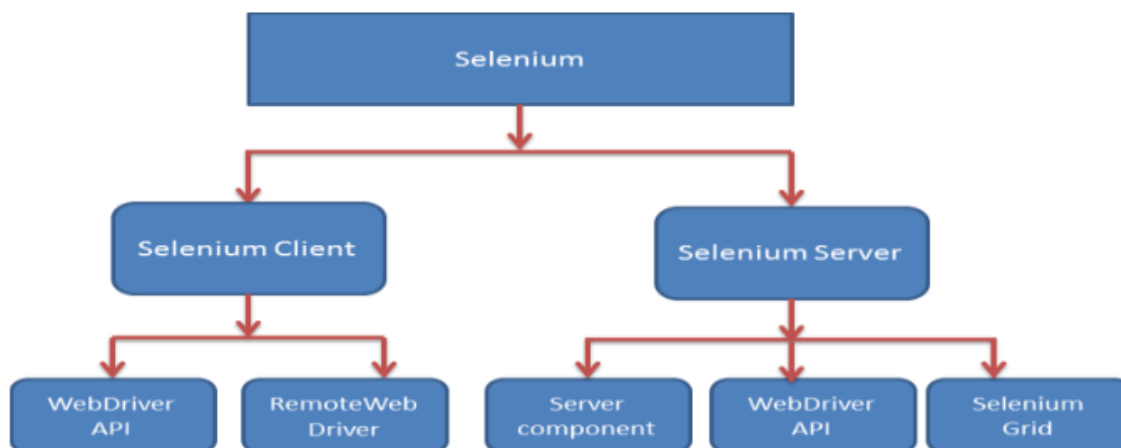 Selenium
Selenium Client
Selenium Server
WebDriver
API
RemoteWeb
Driver
Server
component
WebDriver
API
Selenium
Grid